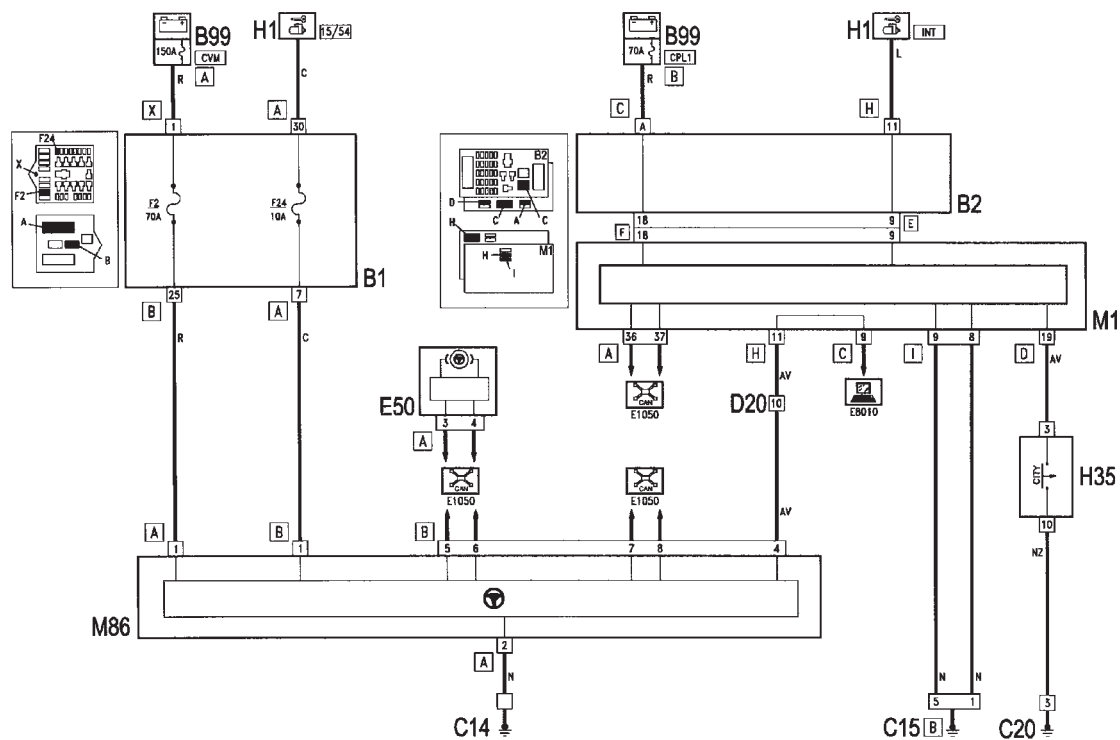 B99
150A
CVM
R
A
H1
15/54
C
B99
70A
CPL1
R
B
H1
INT
L
X
A
C
H
1
30
A
11
F24
X
F2
A
B
F2
70A
F24
10A
B1
B2
D
C
A
C
H
M1
H
I
B2
18
9
E
F
18
9
M1
25
7
B
A
R
C
36
37
11
9
9
8
19
A
H
C
I
D
AV
AV
CAN
E1050
D20
10
E8010
E50
3
4
A
CAN
E1050
CAN
E1050
AV
3
CITY
H35
10
NZ
A
B
B
1
1
5
6
7
8
4
M86
2
A
N
C14
N
N
5
1
C15
B
3
C20